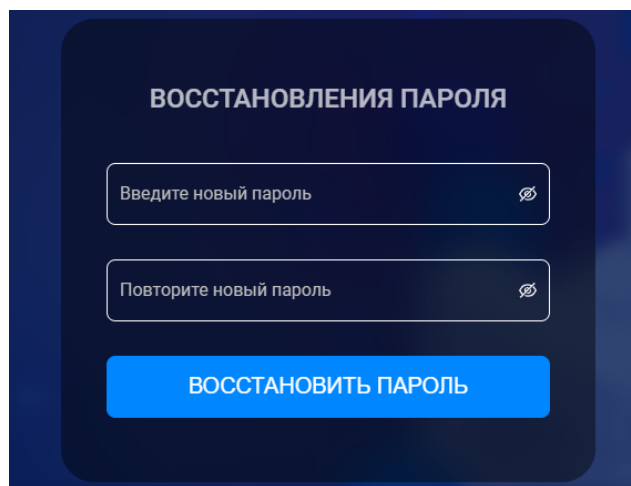 ВОССТАНОВЛЕНИЯ ПАРОЛЯ
Введите новый пароль
Повторите новый пароль
ВОССТАНОВИТЬ ПАРОЛЬ